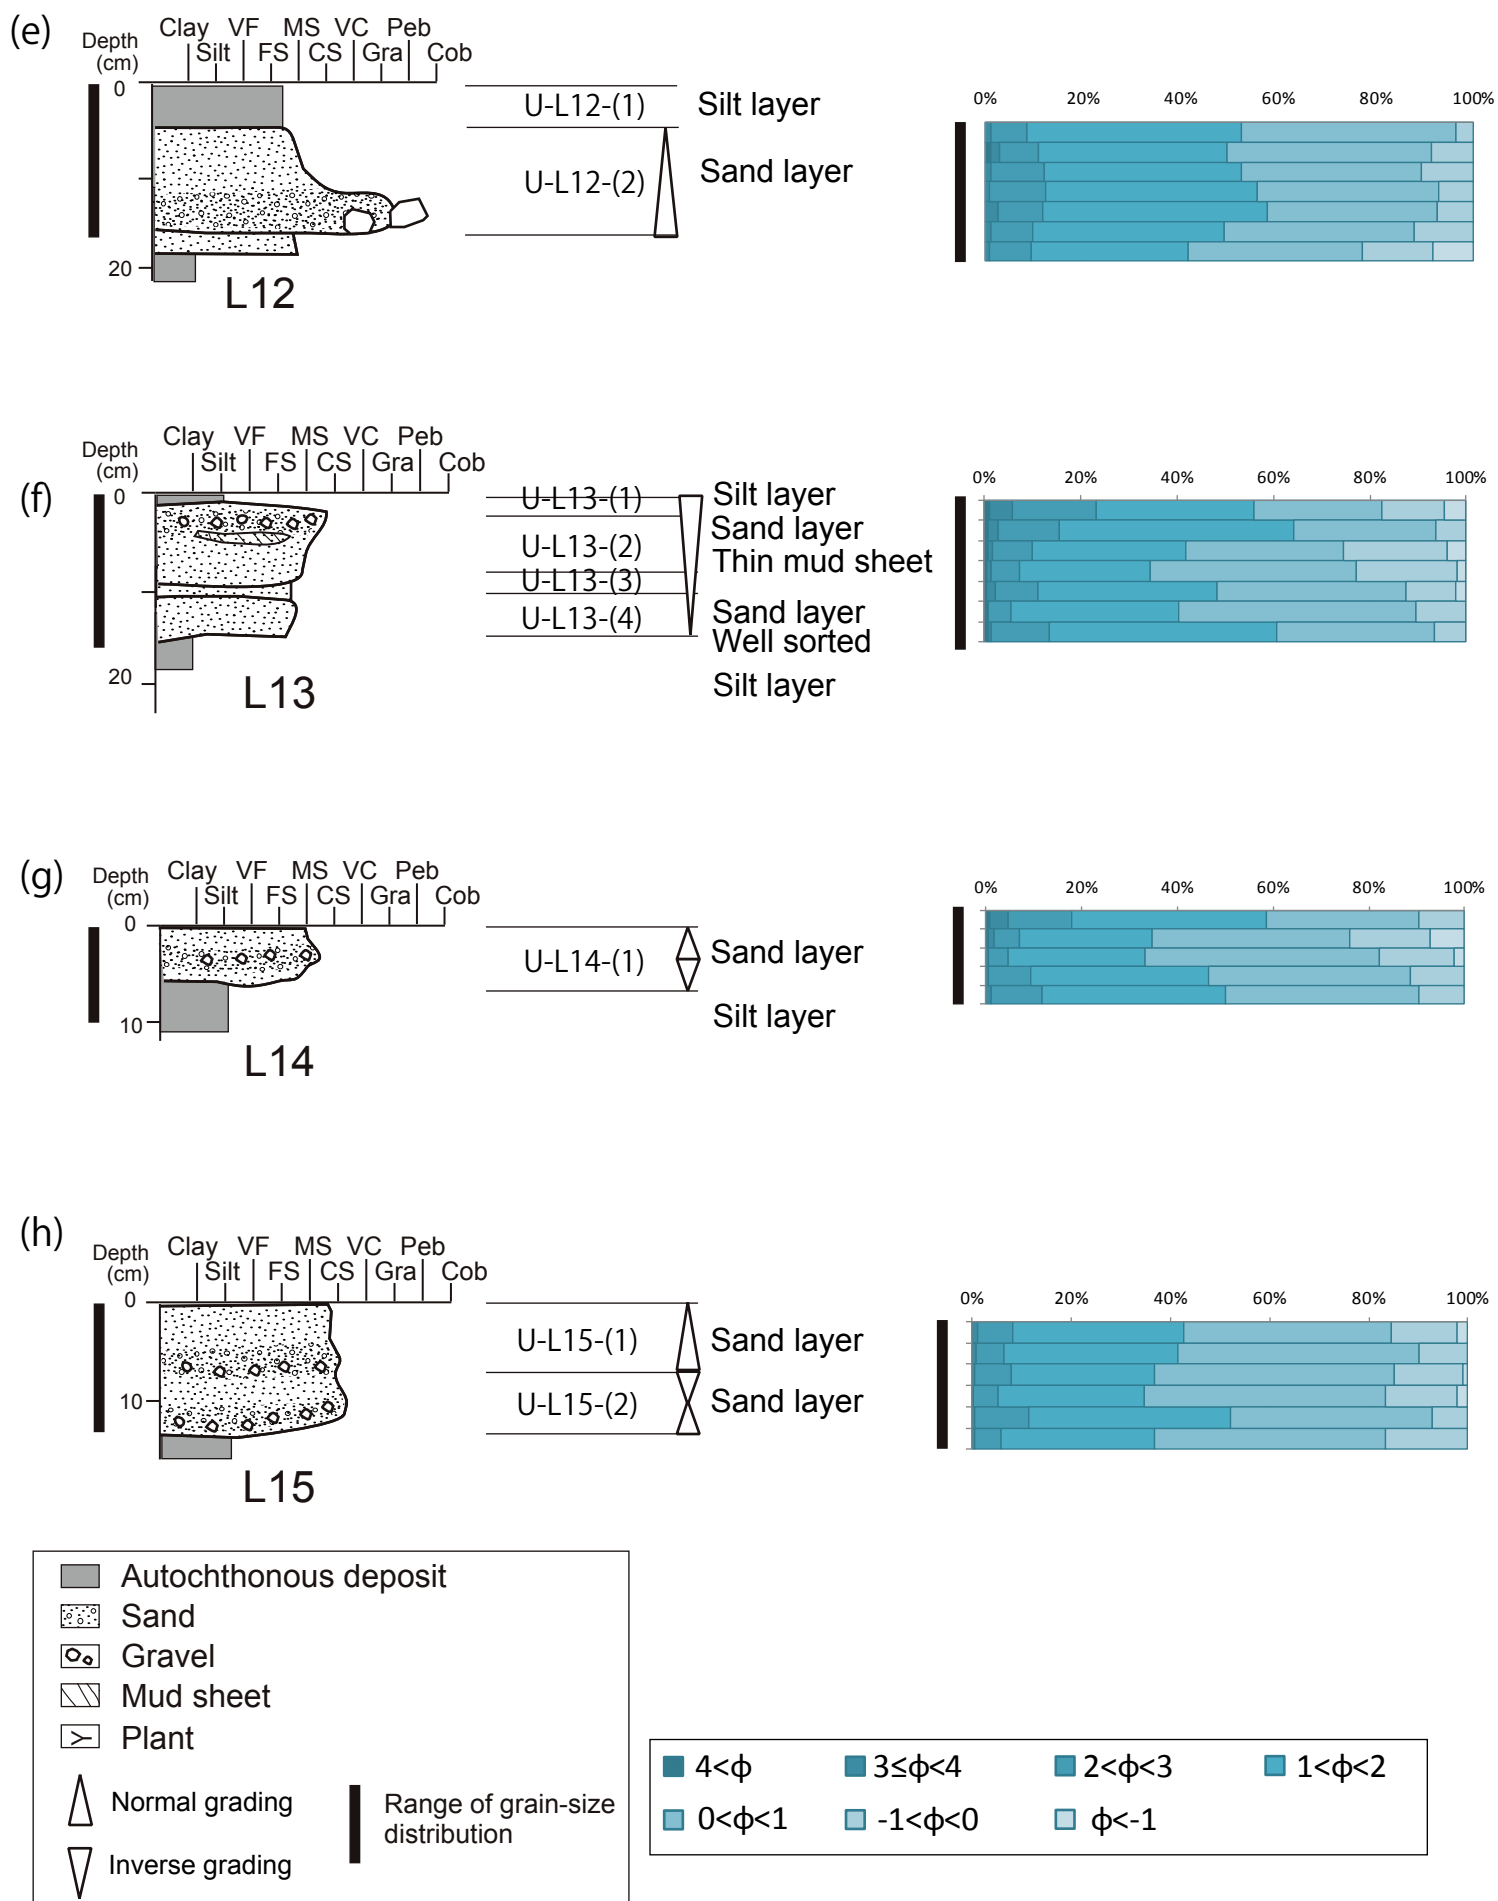 (e)
Depth
(cm)
Clay VF MS VC Peb
Silt FS CS Gra Cob
0
20
L12
U-L12-(1) Silt layer
U-L12-(2) Sand layer
0% 20% 40% 60% 80% 100%
(f)
Depth
(cm)
Clay VF MS VC Peb
Silt FS CS Gra Cob
0
20
L13
U-L13-(1) Silt layer
Sand layer
U-L13-(2)
Thin mud sheet
U-L13-(3)
U-L13-(4) Sand layer
Well sorted
Silt layer
0% 20% 40% 60% 80% 100%
(g)
Depth
(cm)
Clay VF MS VC Peb
Silt FS CS Gra Cob
0
10
L14
U-L14-(1) Sand layer
Silt layer
0% 20% 40% 60% 80% 100%
(h)
Depth
(cm)
Clay VF MS VC Peb
Silt FS CS Gra Cob
0
10
L15
U-L15-(1) Sand layer
U-L15-(2) Sand layer
0% 20% 40% 60% 80% 100%
Autochthonous deposit
Sand
Gravel
Mud sheet
Plant
Normal grading
Inverse grading
Range of grain-size
distribution
4<ϕ 3≤ϕ<4 2<ϕ<3 1<ϕ<2
0<ϕ<1 -1<ϕ<0 ϕ<-1